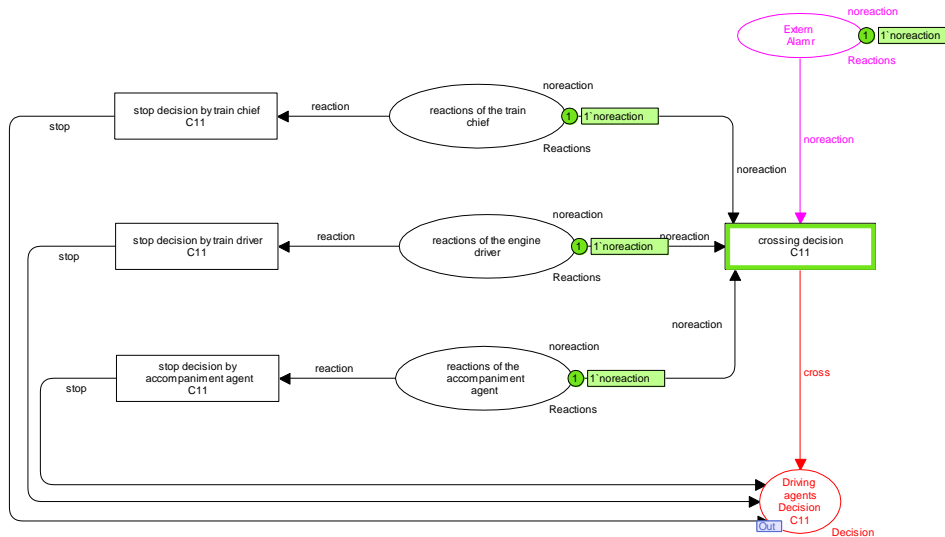 noreaction
Extern
Alamr
1
1`noreaction
Reactions
noreaction
stop decision by train chief
C11
reaction
reactions of the train
chief
1
1`noreaction
stop
Reactions
noreaction
noreaction
noreaction
stop decision by train driver
C11
reaction
reactions of the engine
driver
1
1`noreaction
noreaction
crossing decision
C11
stop
Reactions
noreaction
noreaction
stop decision by
accompaniment agent
C11
reaction
reactions of the
accompaniment
agent
1
1`noreaction
cross
stop
Reactions
Driving
agents
Decision
C11
Out
Decision